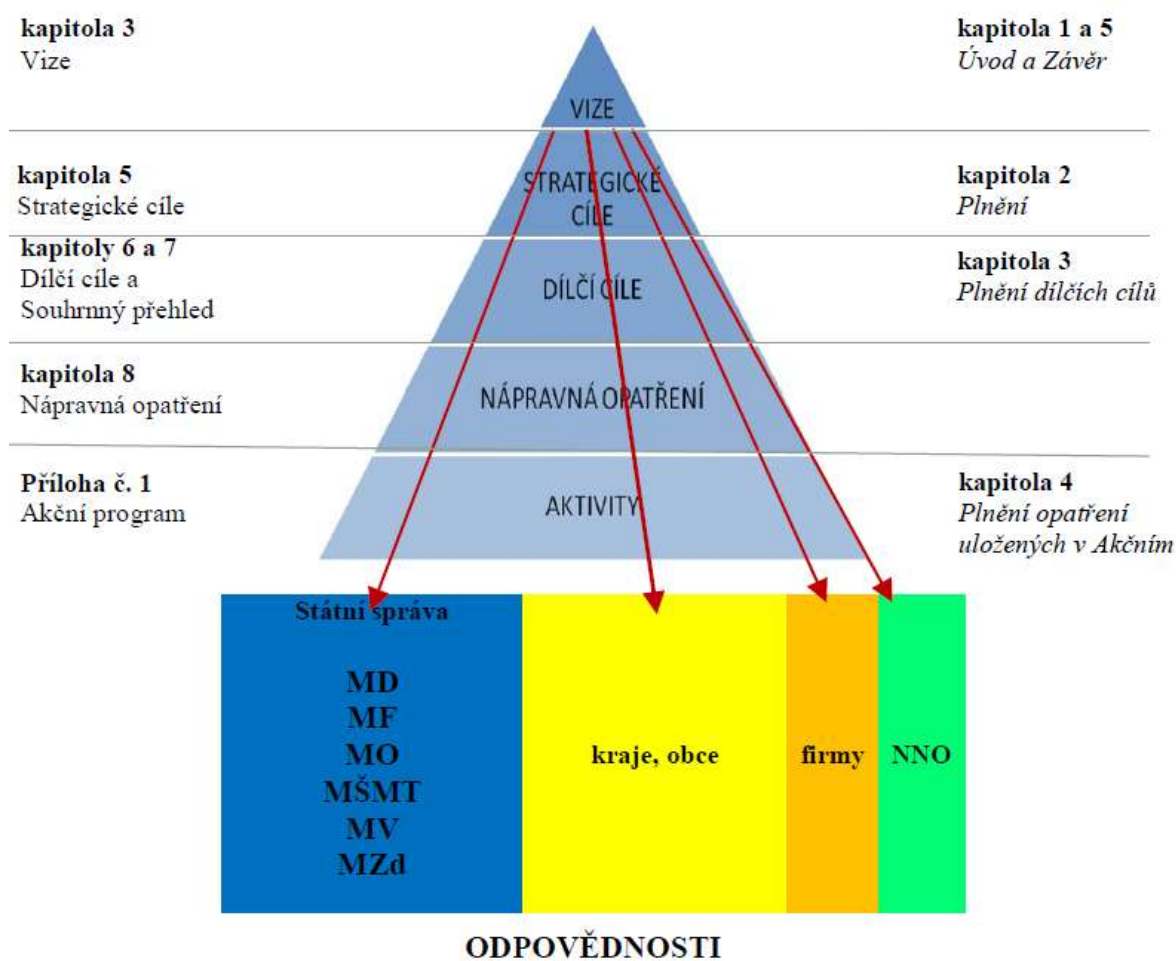 kapitola 3
Vize
kapitola 1 a 5
Úvod a Závěr
VIZE
kapitola 5
Strategické cíle
STRATEGICKÉ
CÍLE
kapitola 2
Plnění
kapitoly 6 a 7
Dílčí cíle a
Souhrnný přehled
DÍLČÍ CÍLE
kapitola 3
Plnění dílčích cílů
kapitola 8
Nápravná opatření
NÁPRAVNÁ OPATŘENÍ
Příloha č. 1
Akční program
AKTIVITY
kapitola 4
Plnění opatření
uložených v Akčním
Státní správa
MD
MF
MO
MŠMT
MV
MZd
kraje, obce
firmy
NNO
ODPOVĚDNOSTI